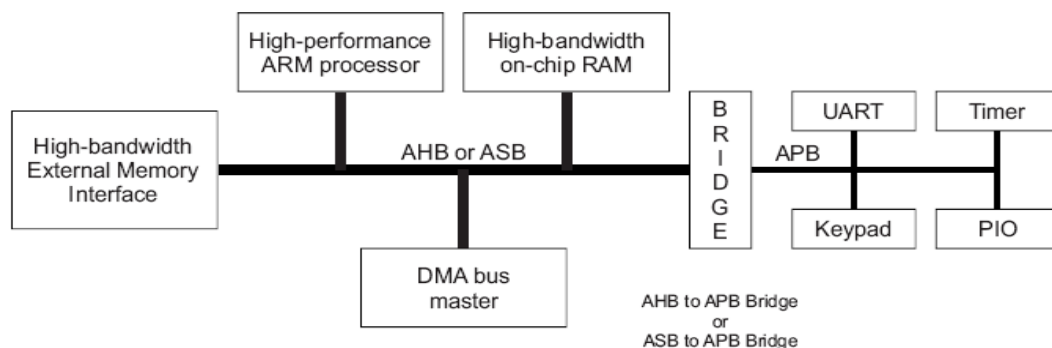 High-performance
ARM processor
High-bandwidth
on-chip RAM
High-bandwidth
External Memory
Interface
AHB or ASB
B
R
I
D
G
E
APB
UART
Timer
Keypad
PIO
DMA bus
master
AHB to APB Bridge
or
ASB to APB Bridge